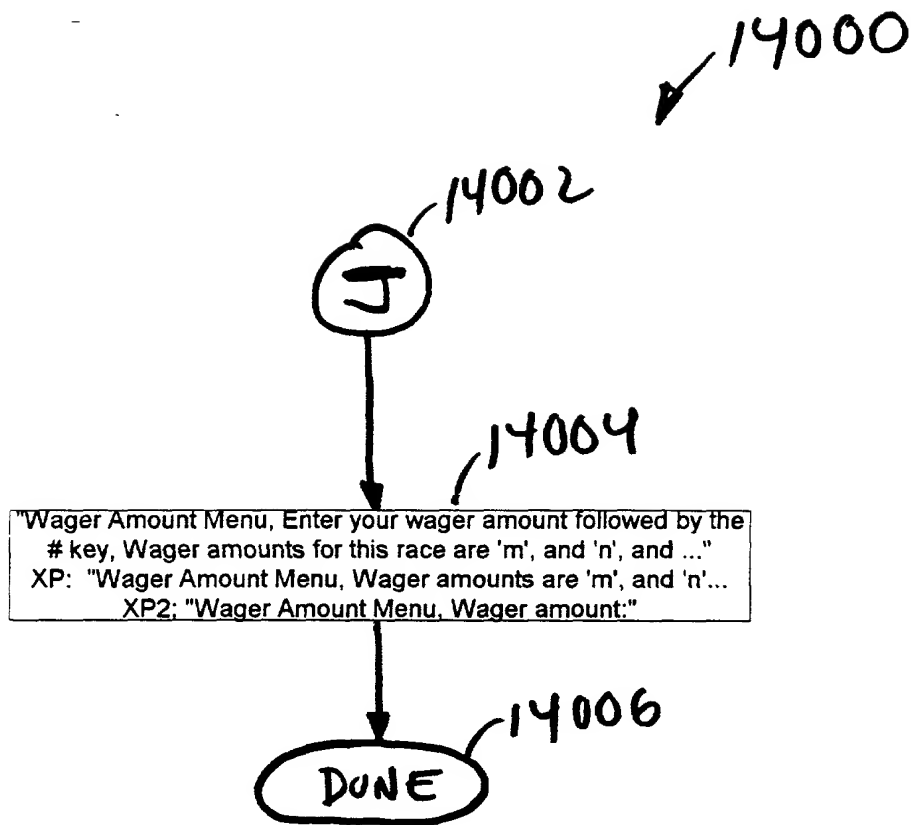 14000
14002
J
14004
"Wager Amount Menu, Enter your wager amount followed by the
# key, Wager amounts for this race are 'm', and 'n', and ..."
XP: "Wager Amount Menu, Wager amounts are 'm', and 'n'...
XP2; "Wager Amount Menu, Wager amount:"
14006
DONE